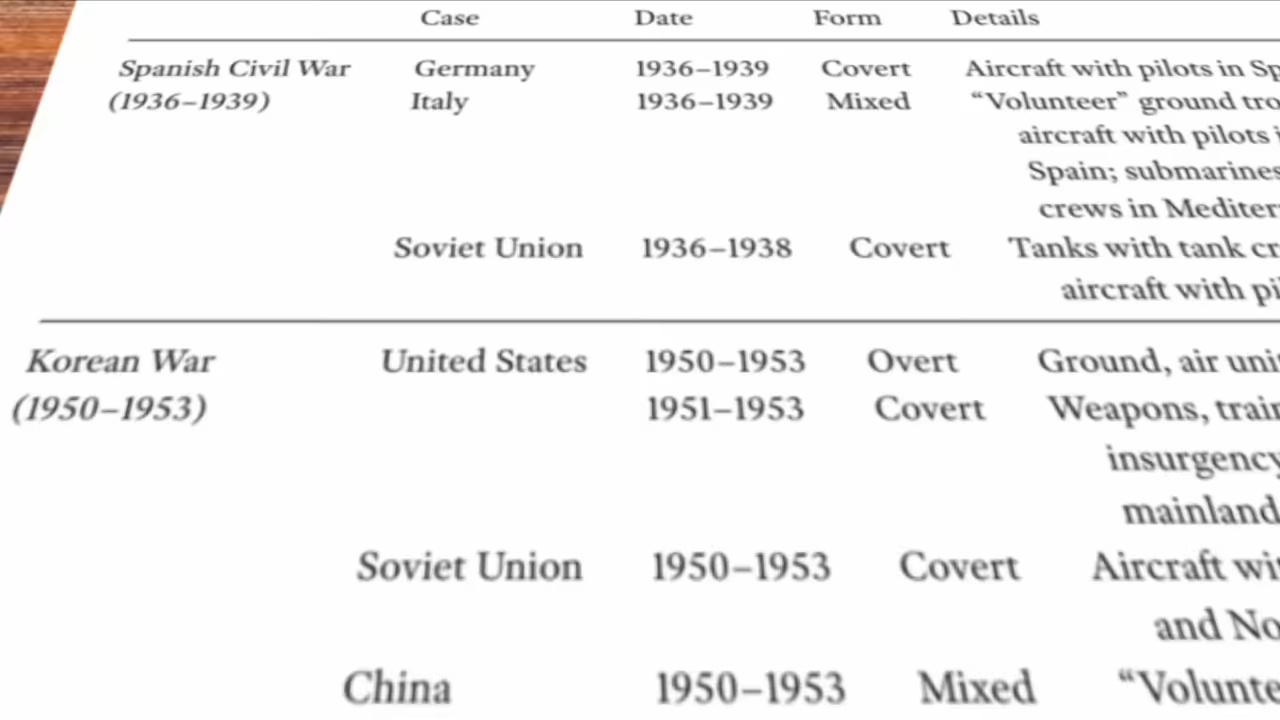 Case Date Form Details
Spanish Civil War Germany 1936–1939 Covert Aircraft with pilots in
(1936–1939) Italy 1936–1939 Mixed “Volunteer” ground
aircraft with pilots
Spain; submarines
crews in
Soviet Union 1936–1938 Covert Tanks with tank
aircraft with
Korean War United States 1950–1953 Overt Ground, air
(1950–1953) 1951–1953 Covert Weapons,
insurgency
mainland
Soviet Union 1950–1953 Covert Aircraft
and
China 1950–1953 Mixed